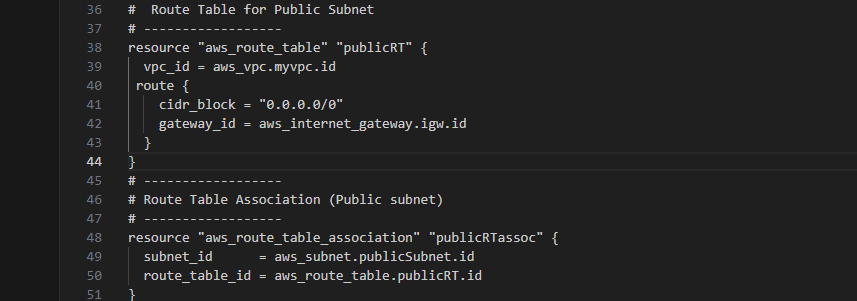 36 #  Route Table for Public Subnet
37 # ------------------
38 resource "aws_route_table" "publicRT" {
39   vpc_id = aws_vpc.myvpc.id
40  route {
41     cidr_block = "0.0.0.0/0"
42     gateway_id = aws_internet_gateway.igw.id
43   }
44 }
45 # ------------------
46 # Route Table Association (Public subnet)
47 # ------------------
48 resource "aws_route_table_association" "publicRTassoc" {
49   subnet_id      = aws_subnet.publicSubnet.id
50   route_table_id = aws_route_table.publicRT.id
51 }